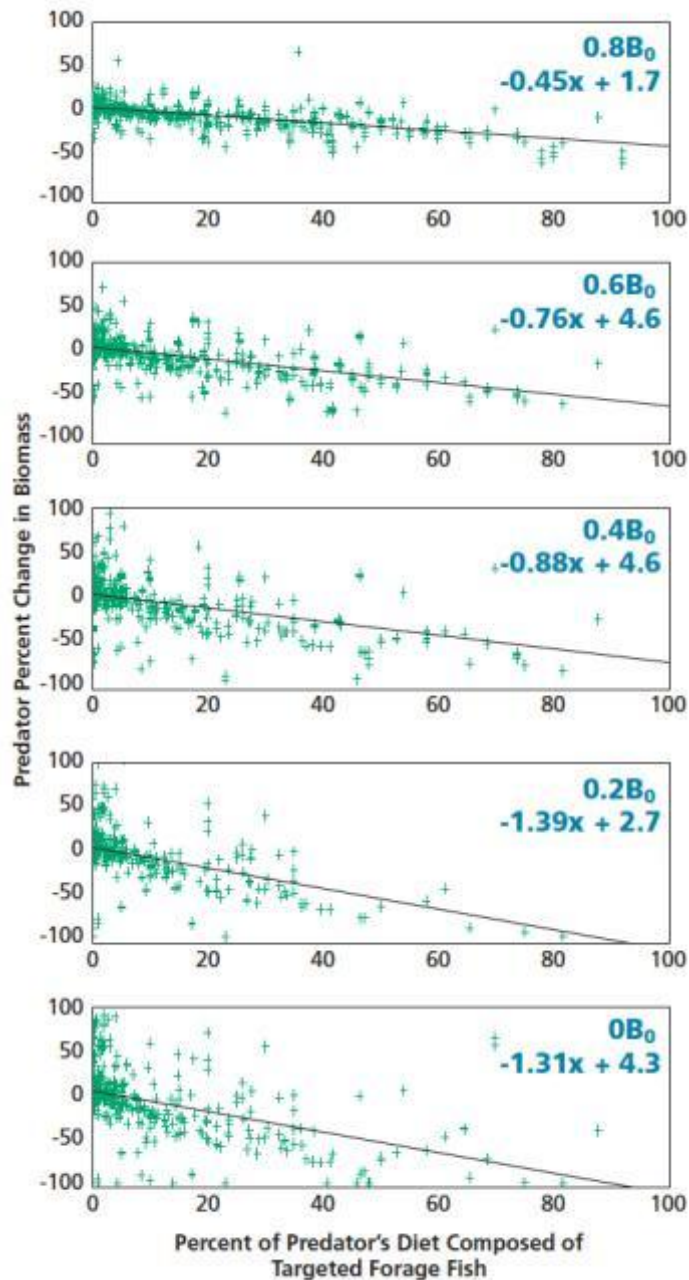 100
50
0
-50
-100
0 20 40 60 80 100
0.8B₀
-0.45x + 1.7
100
50
0
-50
-100
0 20 40 60 80 100
0.6B₀
-0.76x + 4.6
Predator Percent Change in Biomass
100
50
0
-50
-100
0 20 40 60 80 100
0.4B₀
-0.88x + 4.6
100
50
0
-50
-100
0 20 40 60 80 100
0.2B₀
-1.39x + 2.7
100
50
0
-50
-100
0 20 40 60 80 100
0B₀
-1.31x + 4.3
Percent of Predator's Diet Composed of
Targeted Forage Fish